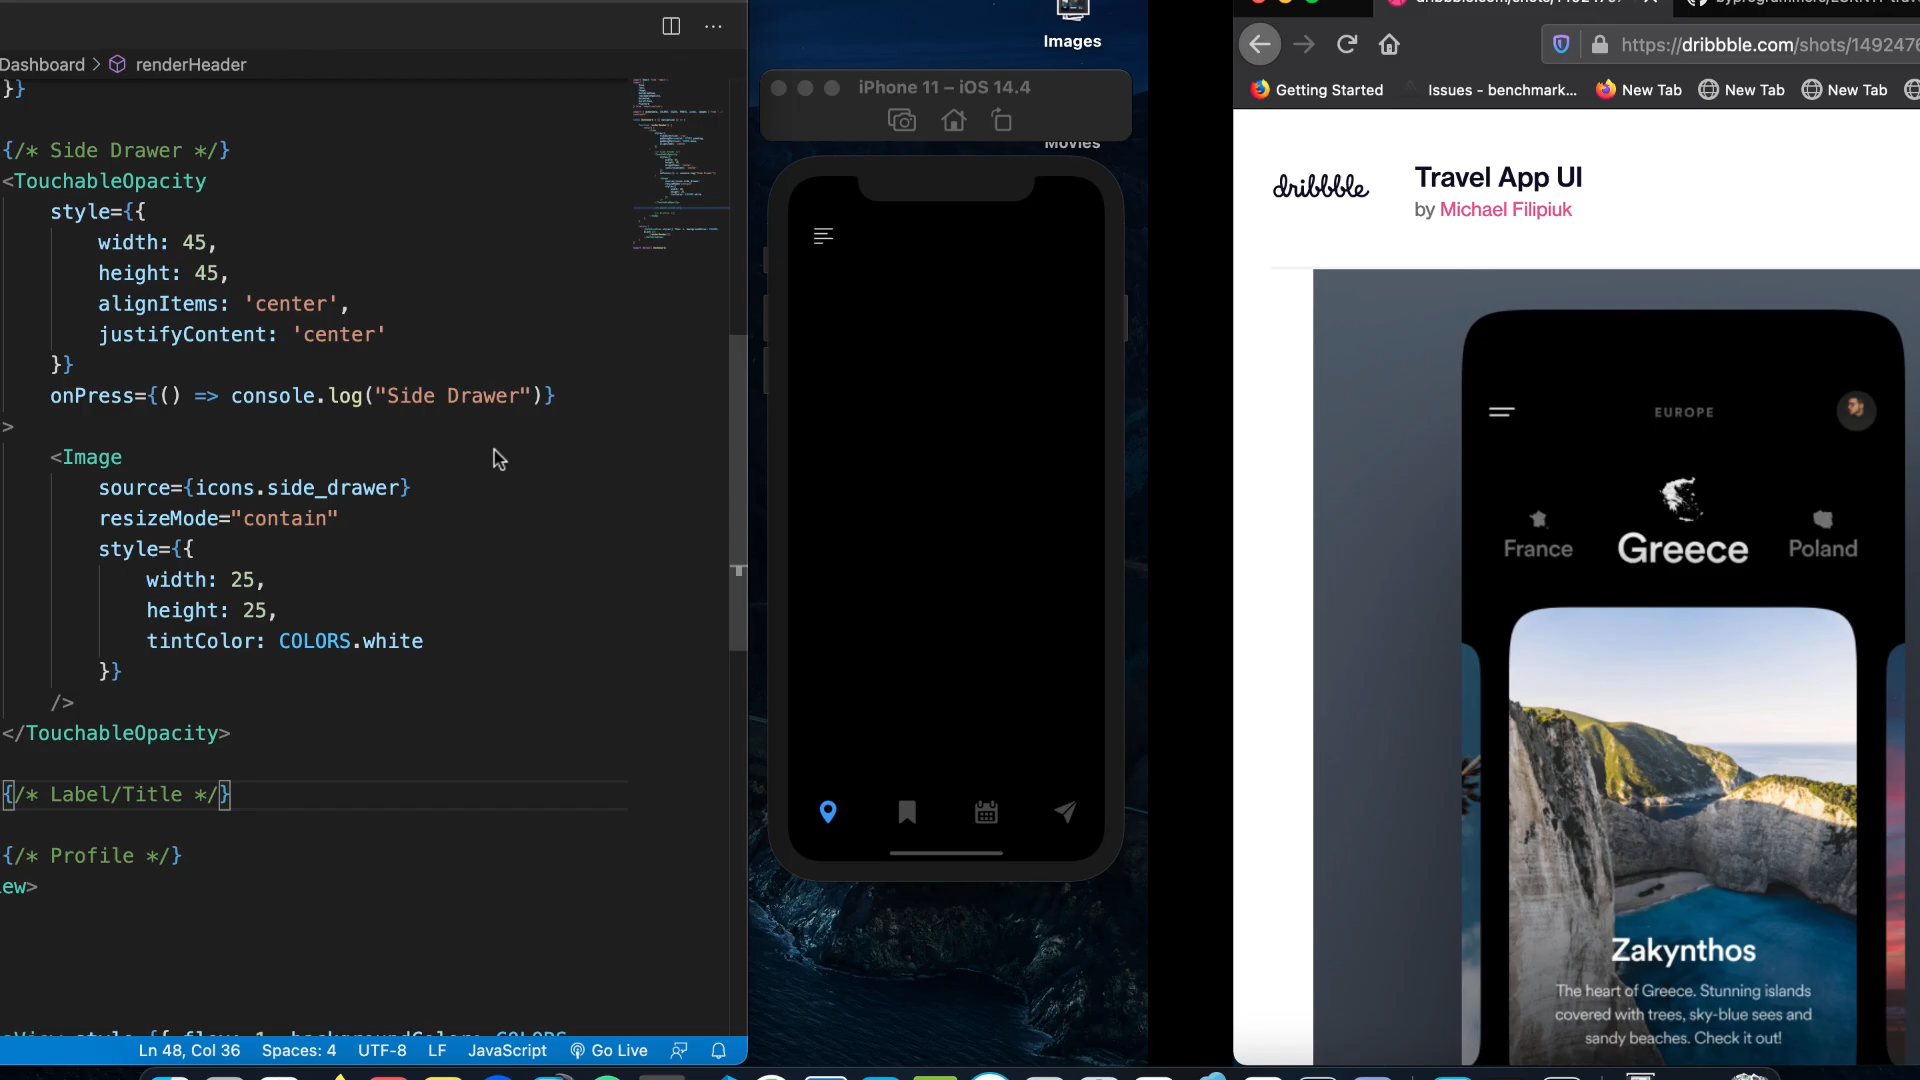 Dashboard > renderHeader
}}
{/* Side Drawer */}
<TouchableOpacity
style={{
width: 45,
height: 45,
alignItems: 'center',
justifyContent: 'center'
}}
onPress={() => console.log("Side Drawer")}
>
<Image
source={icons.side_drawer}
resizeMode="contain"
style={{
width: 25,
height: 25,
tintColor: COLORS.white
}}
/>
</TouchableOpacity>
{/* Label/Title */}
{/* Profile */}
ew>
Ln 48, Col 36 Spaces: 4 UTF-8 LF JavaScript Go Live
Images
iPhone 11 – iOS 14.4
Movies
https://dribbble.com/shots/1492476
Getting Started Issues - benchmark... New Tab New Tab New Tab
dribbble
Travel App UI
by Michael Filipiuk
EUROPE
France Greece Poland
Zakynthos
The heart of Greece. Stunning islands
covered with trees, sky-blue sees and
sandy beaches. Check it out!